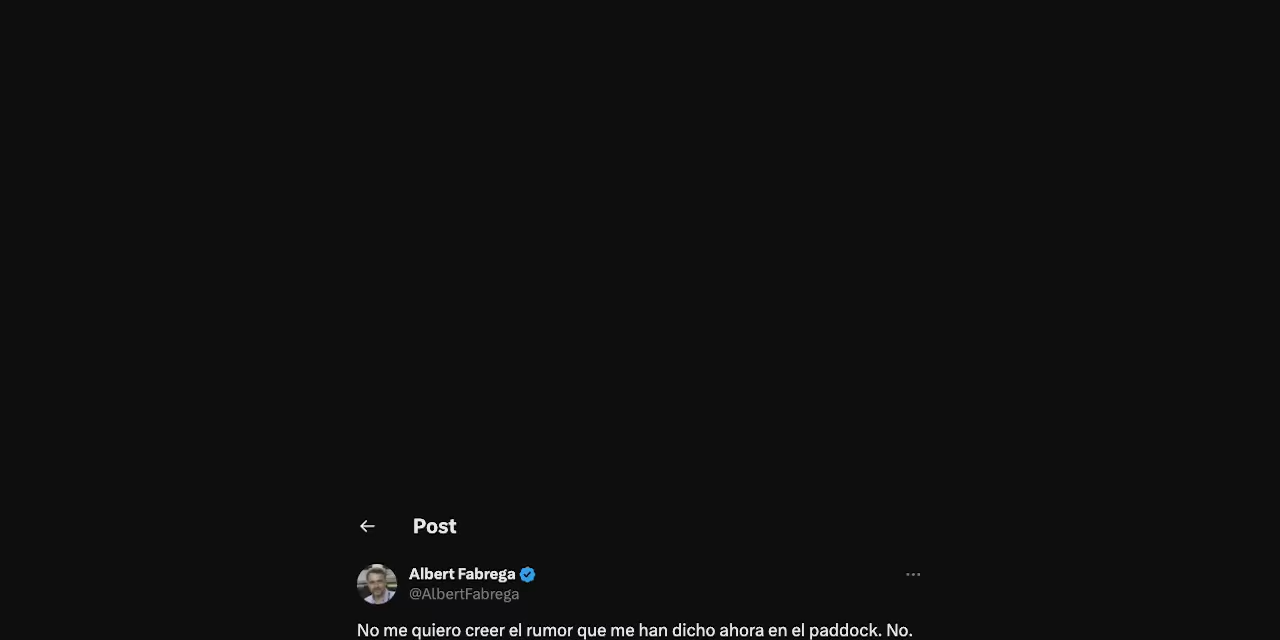 Post
Albert Fabrega
@AlbertFabrega
No me quiero creer el rumor que me han dicho ahora en el paddock. No.